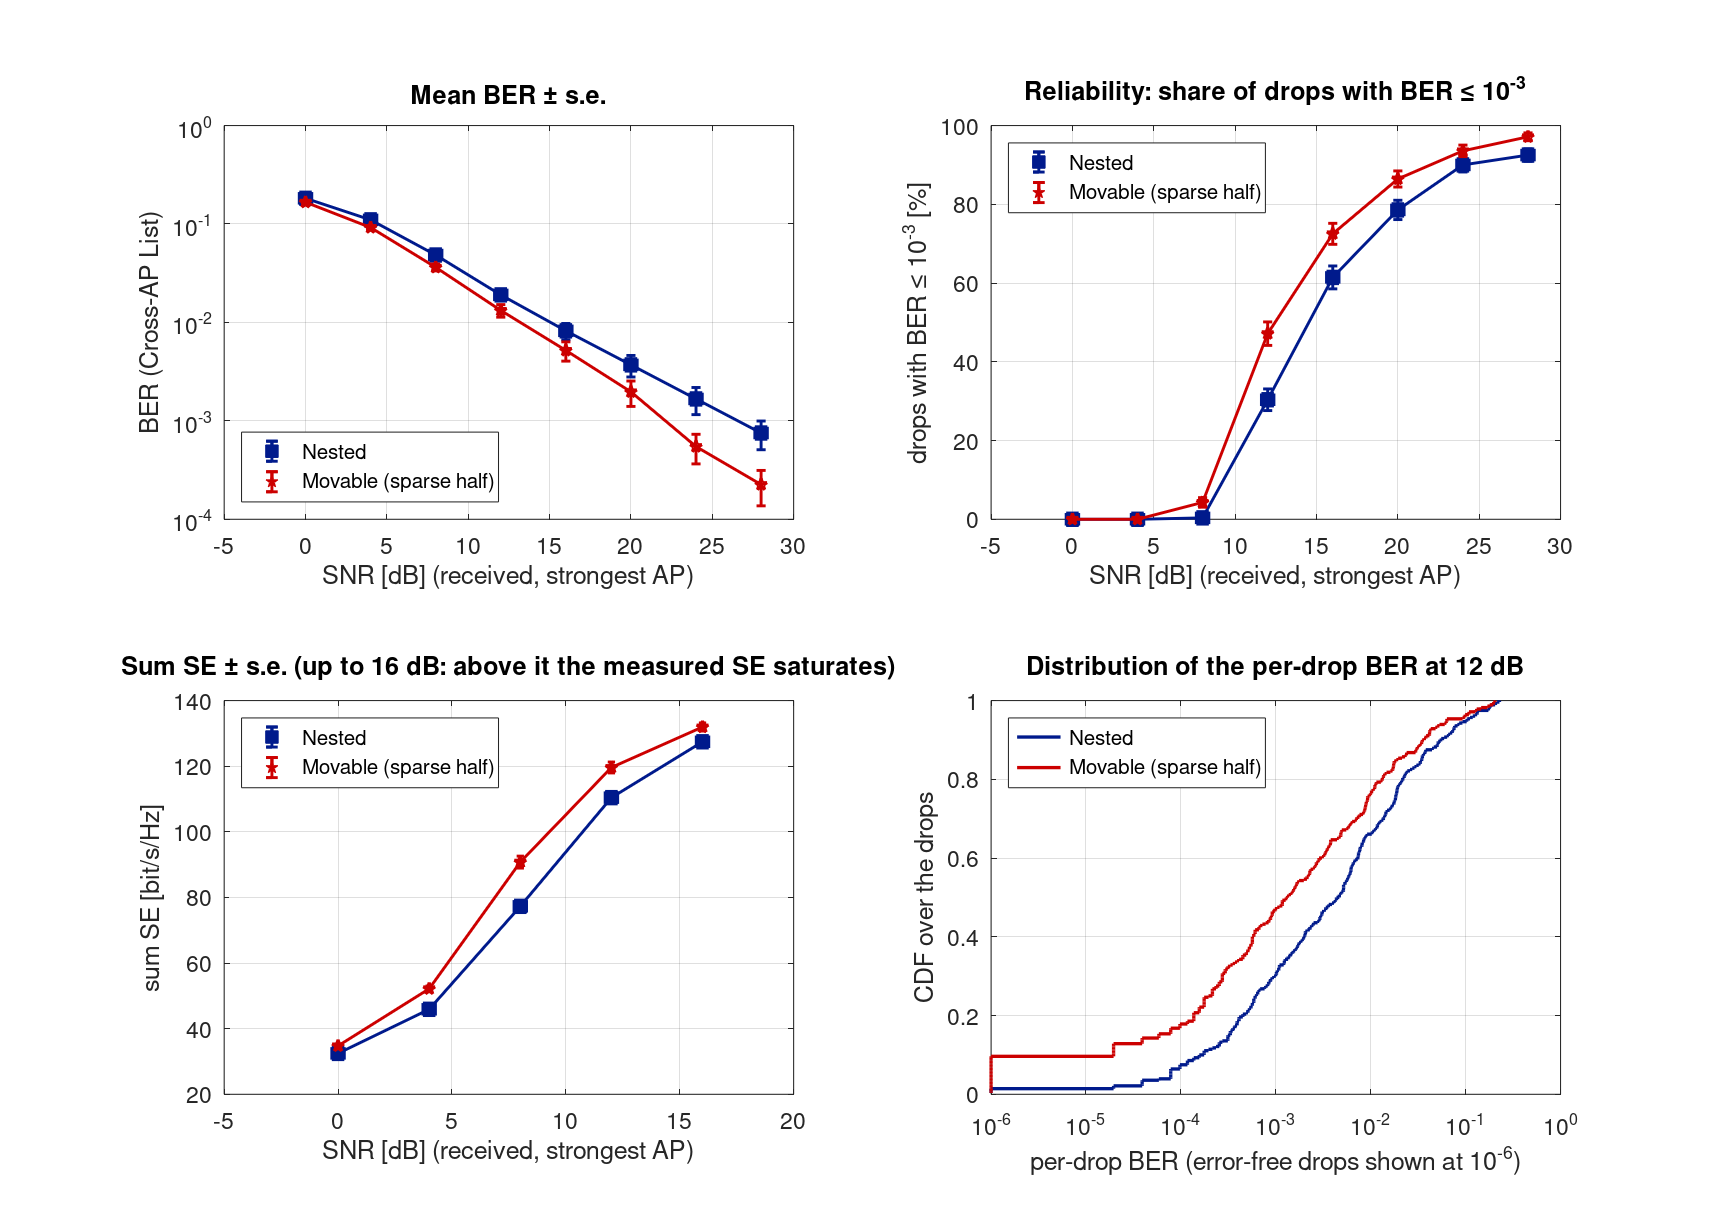 Mean BER ± s.e.
10^0
10^-1
10^-2
10^-3
10^-4
BER (Cross-AP List)
Nested
Movable (sparse half)
-5 0 5 10 15 20 25 30
SNR [dB] (received, strongest AP)
Reliability: share of drops with BER ≤ 10^-3
100
80
60
40
20
0
drops with BER ≤ 10^-3 [%]
Nested
Movable (sparse half)
-5 0 5 10 15 20 25 30
SNR [dB] (received, strongest AP)
Sum SE ± s.e. (up to 16 dB: above it the measured SE saturates)
140
120
100
80
60
40
20
sum SE [bit/s/Hz]
Nested
Movable (sparse half)
-5 0 5 10 15 20
SNR [dB] (received, strongest AP)
Distribution of the per-drop BER at 12 dB
1
0.8
0.6
0.4
0.2
0
CDF over the drops
Nested
Movable (sparse half)
10^-6 10^-5 10^-4 10^-3 10^-2 10^-1 10^0
per-drop BER (error-free drops shown at 10^-6)